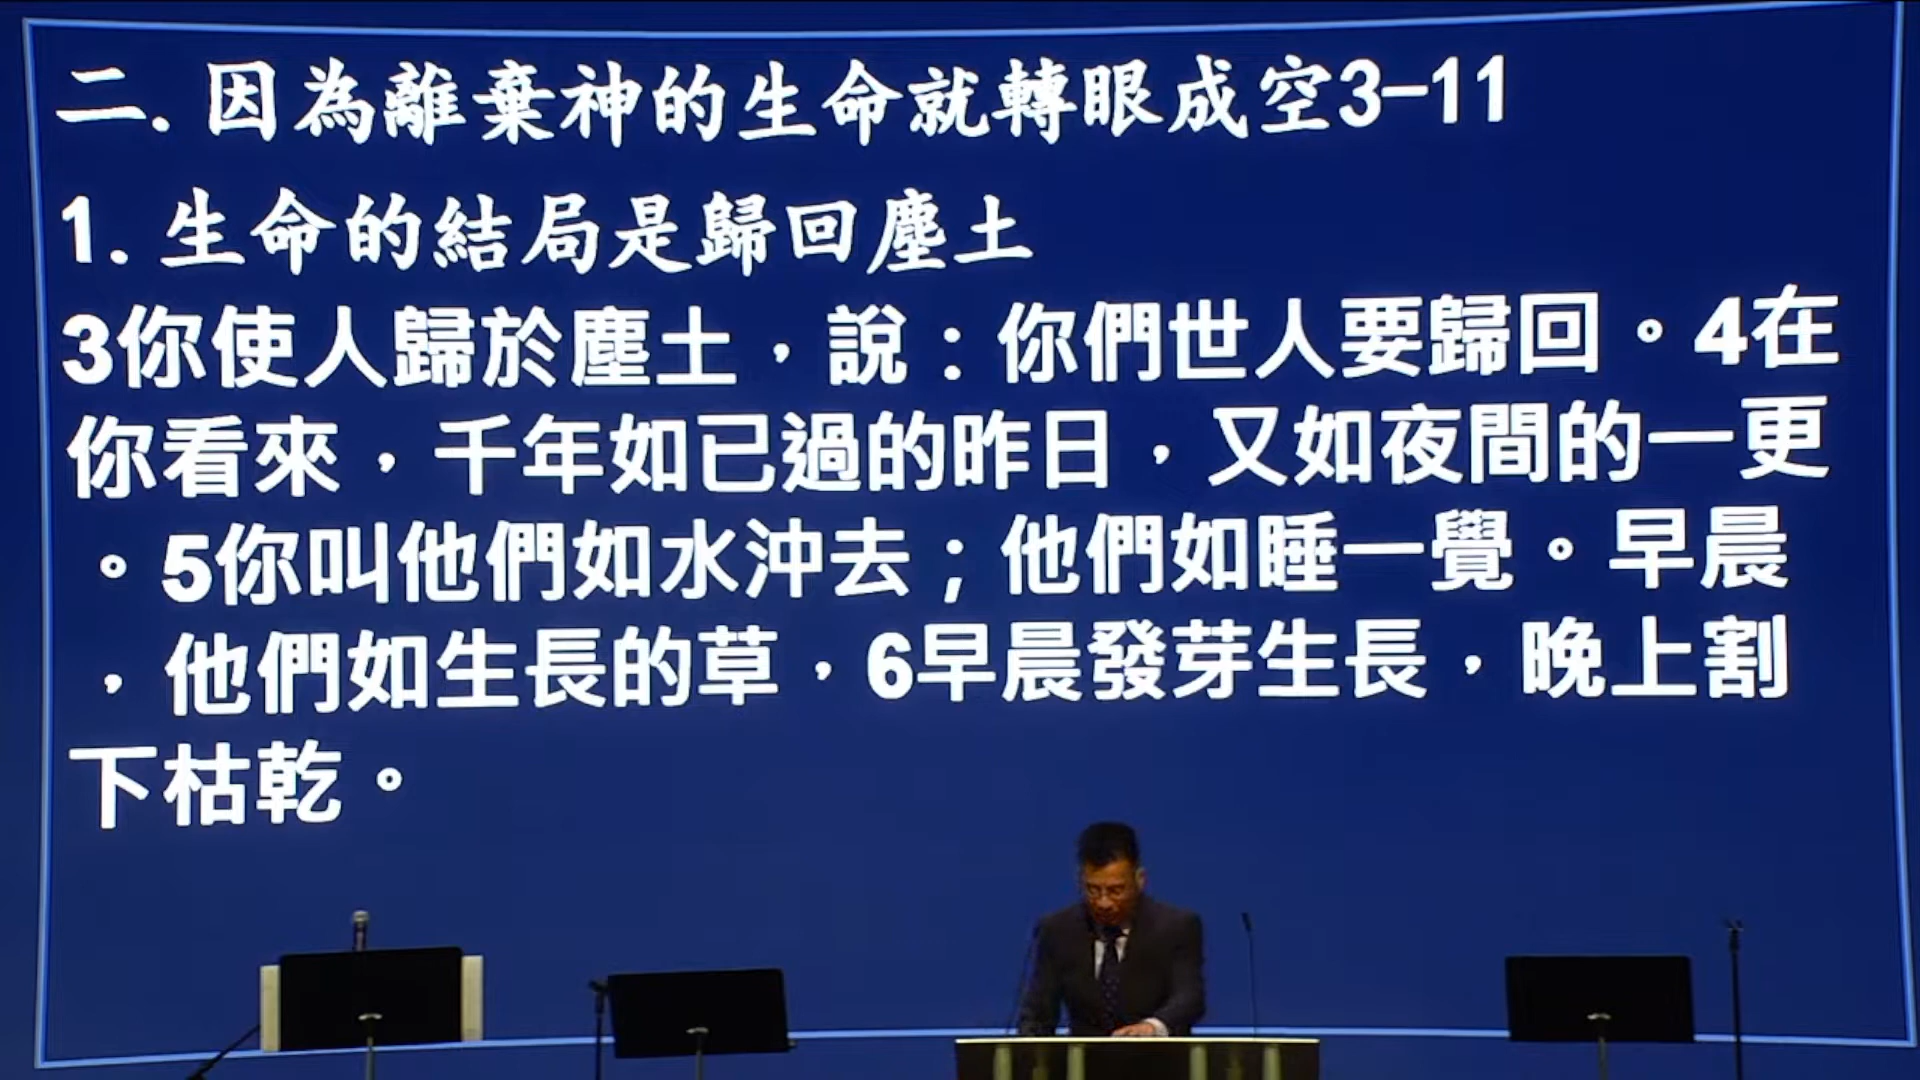 二.因為離棄神的生命就轉眼成空3-11
1.生命的結局是歸回塵土
3你使人歸於塵土，說：你們世人要歸回。4在
你看來，千年如已過的昨日，又如夜間的一更
。5你叫他們如水沖去；他們如睡一覺。早晨
，他們如生長的草，6早晨發芽生長，晚上割
下枯乾。